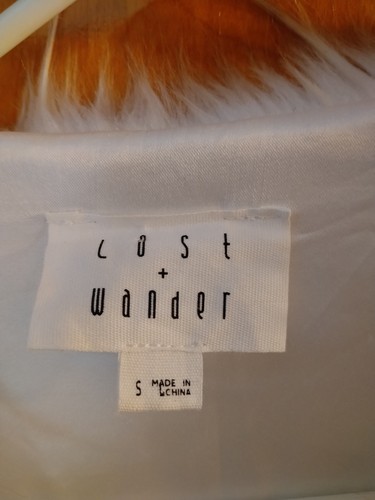 Lost
+
wander
S MADE IN
CHINA